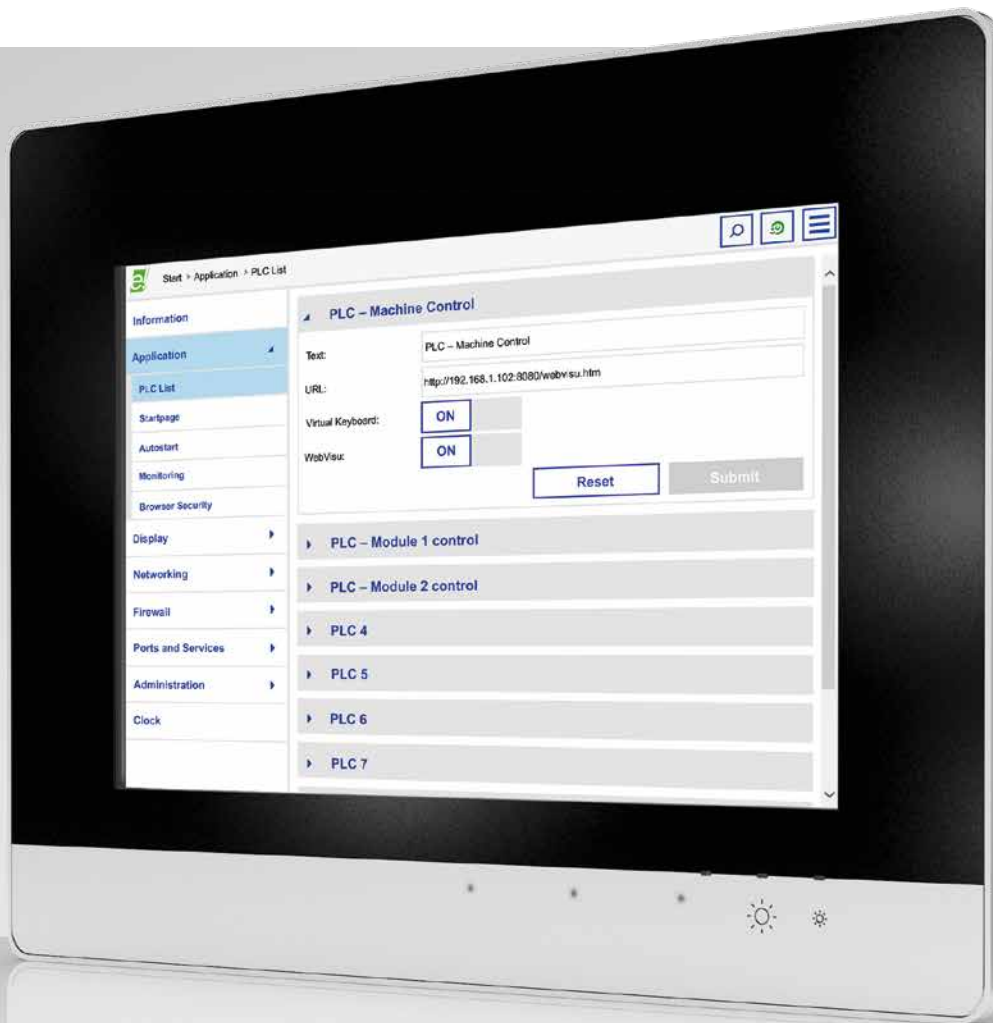 e!
Start > Application > PLC List
Information
Application
PLC List
Startpage
Autostart
Monitoring
Browser Security
Display
Networking
Firewall
Ports and Services
Administration
Clock
PLC – Machine Control
Text:
PLC – Machine Control
URL:
http://192.168.1.102:8080/webvisu.htm
Virtual Keyboard:
ON
WebVisu:
ON
Reset
Submit
PLC – Module 1 control
PLC – Module 2 control
PLC 4
PLC 5
PLC 6
PLC 7